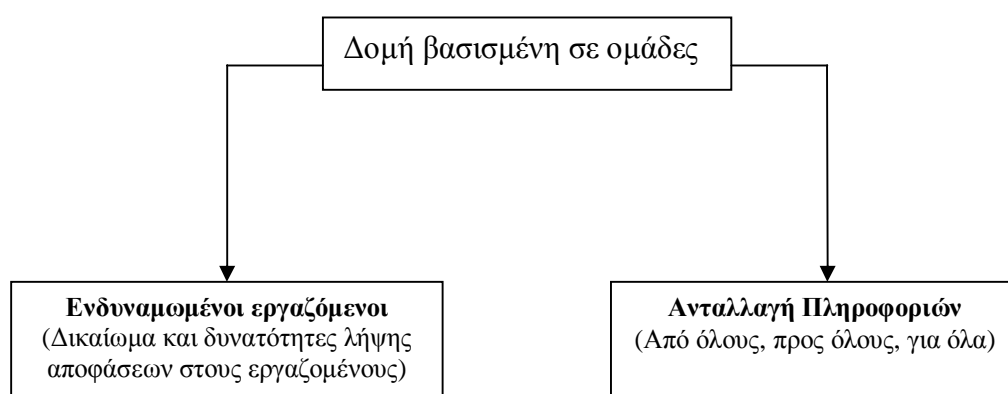 Δομή βασισμένη σε ομάδες
Ενδυναμωμένοι εργαζόμενοι
(Δικαίωμα και δυνατότητες λήψης
αποφάσεων στους εργαζομένους)
Ανταλλαγή Πληροφοριών
(Από όλους, προς όλους, για όλα)